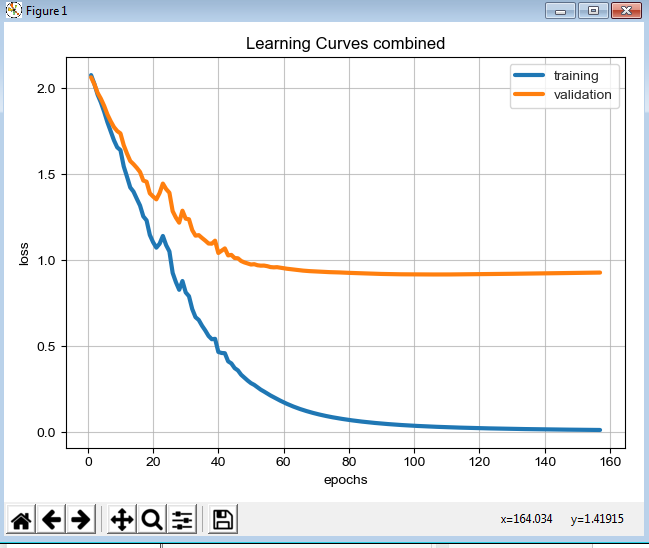 Figure 1
Learning Curves combined
training
validation
2.0
1.5
1.0
0.5
0.0
loss
0 20 40 60 80 100 120 140 160
epochs
x=164.034 y=1.41915